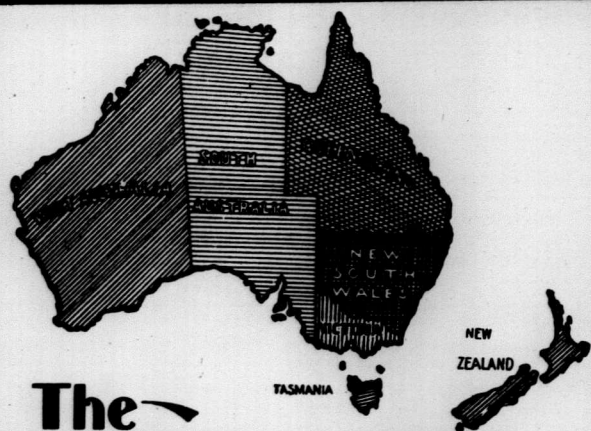 SOUTH
AUSTRALIA
NEW
SOUTH
WALES
NEW
ZEALAND
TASMANIA
The